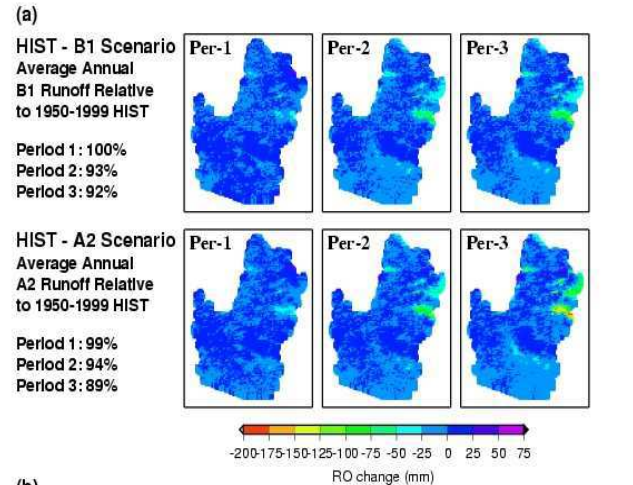 (a)
HIST - B1 Scenario
Average Annual
B1 Runoff Relative
to 1950-1999 HIST
Period 1: 100%
Period 2: 93%
Period 3: 92%
Per-1
Per-2
Per-3
HIST - A2 Scenario
Average Annual
A2 Runoff Relative
to 1950-1999 HIST
Period 1: 99%
Period 2: 94%
Period 3: 89%
Per-1
Per-2
Per-3
-200-175-150-125-100 -75 -50 -25 0 25 50 75
RO change (mm)